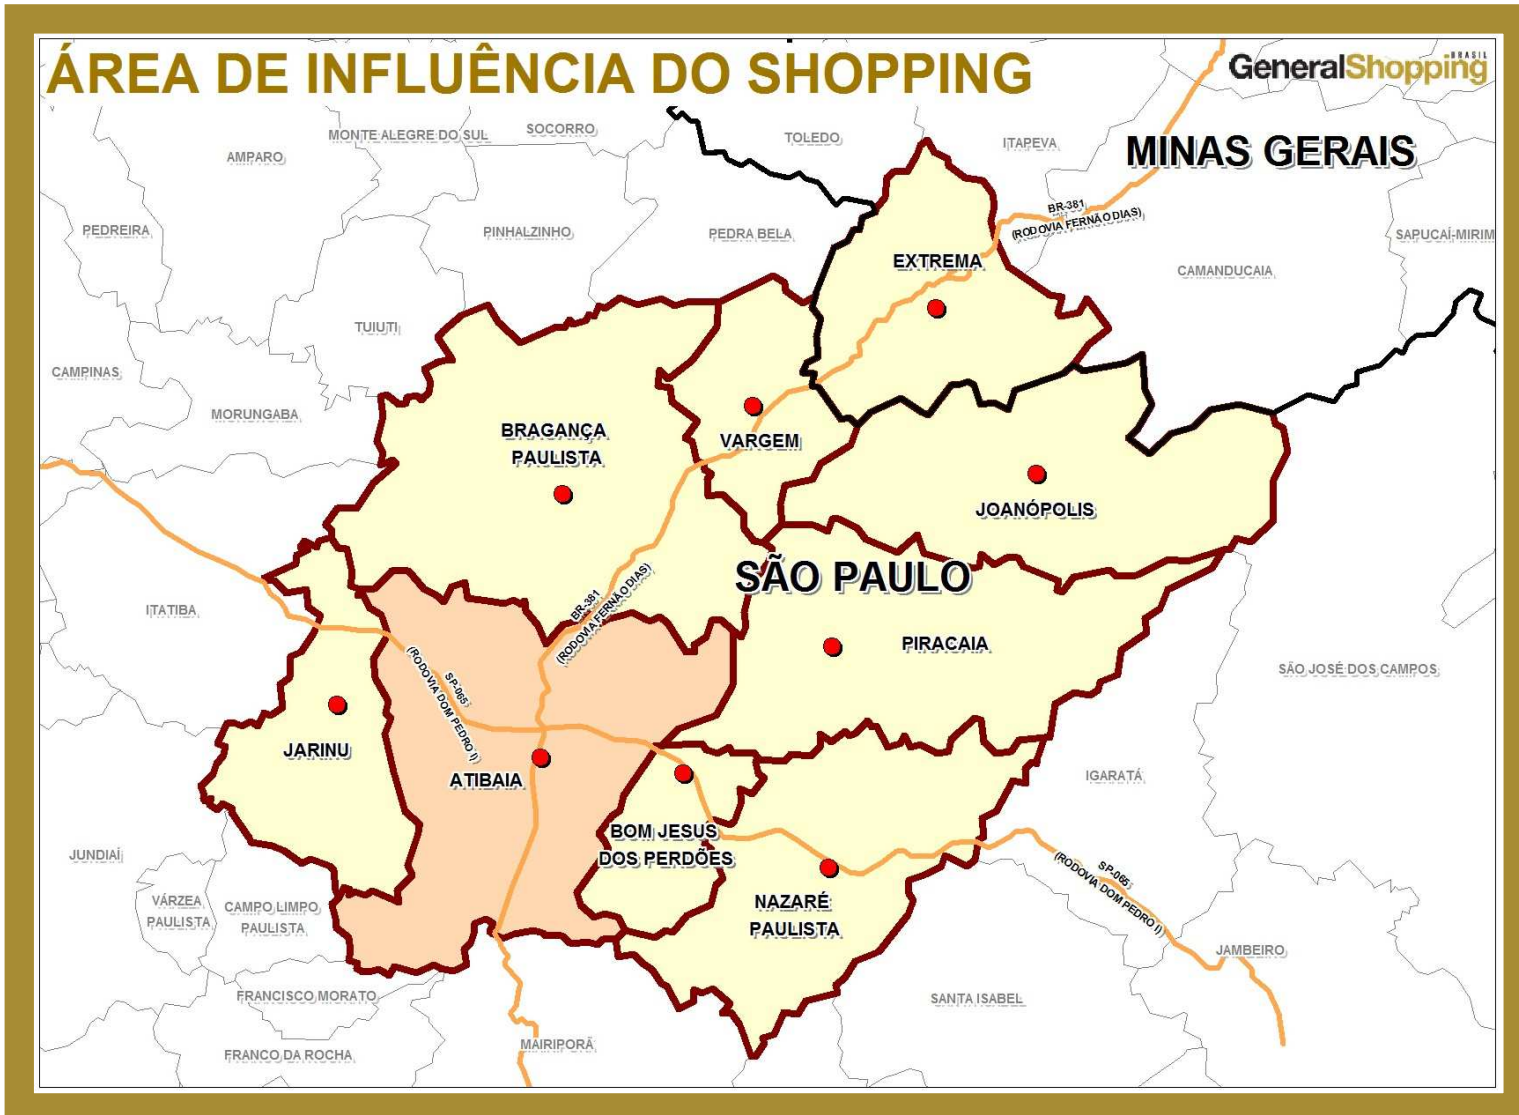 ÁREA DE INFLUÊNCIA DO SHOPPING
BRASIL
GeneralShopping
MINAS GERAIS
MONTE ALEGRE DO SUL
SOCORRO
TOLEDO
ITAPEVA
AMPARO
PEDREIRA
PINHALZINHO
PEDRA BELA
BR-381
(RODOVIA FERNÃO DIAS)
SAPUCAÍ-MIRIM
EXTREMA
CAMANDUCAIA
TUIUTI
CAMPINAS
MORUNGABA
BRAGANÇA
PAULISTA
VARGEM
JOANÓPOLIS
SÃO PAULO
BR-381
(RODOVIA FERNÃO DIAS)
ITATIBA
PIRACAIA
SÃO JOSÉ DOS CAMPOS
SP-065
(RODOVIA DOM PEDRO I)
JARINU
ATIBAIA
IGARATÁ
BOM JESUS
DOS PERDÕES
JUNDIAÍ
SP-065
(RODOVIA DOM PEDRO I)
VÁRZEA
PAULISTA
CAMPO LIMPO
PAULISTA
NAZARÉ
PAULISTA
JAMBEIRO
FRANCISCO MORATO
SANTA ISABEL
MAIRIPORÃ
FRANCO DA ROCHA